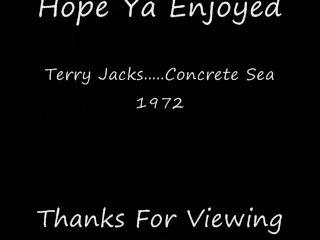 Hope Ya Enjoyed
Terry Jacks.....Concrete Sea
1972
Thanks For Viewing